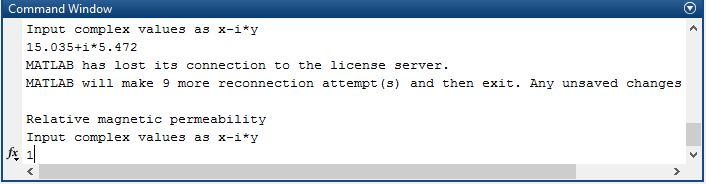 Command Window
Input complex values as x-i*y
15.035+i*5.472
MATLAB has lost its connection to the license server.
MATLAB will make 9 more reconnection attempt(s) and then exit. Any unsaved changes
Relative magnetic permeability
Input complex values as x-i*y
fx 1